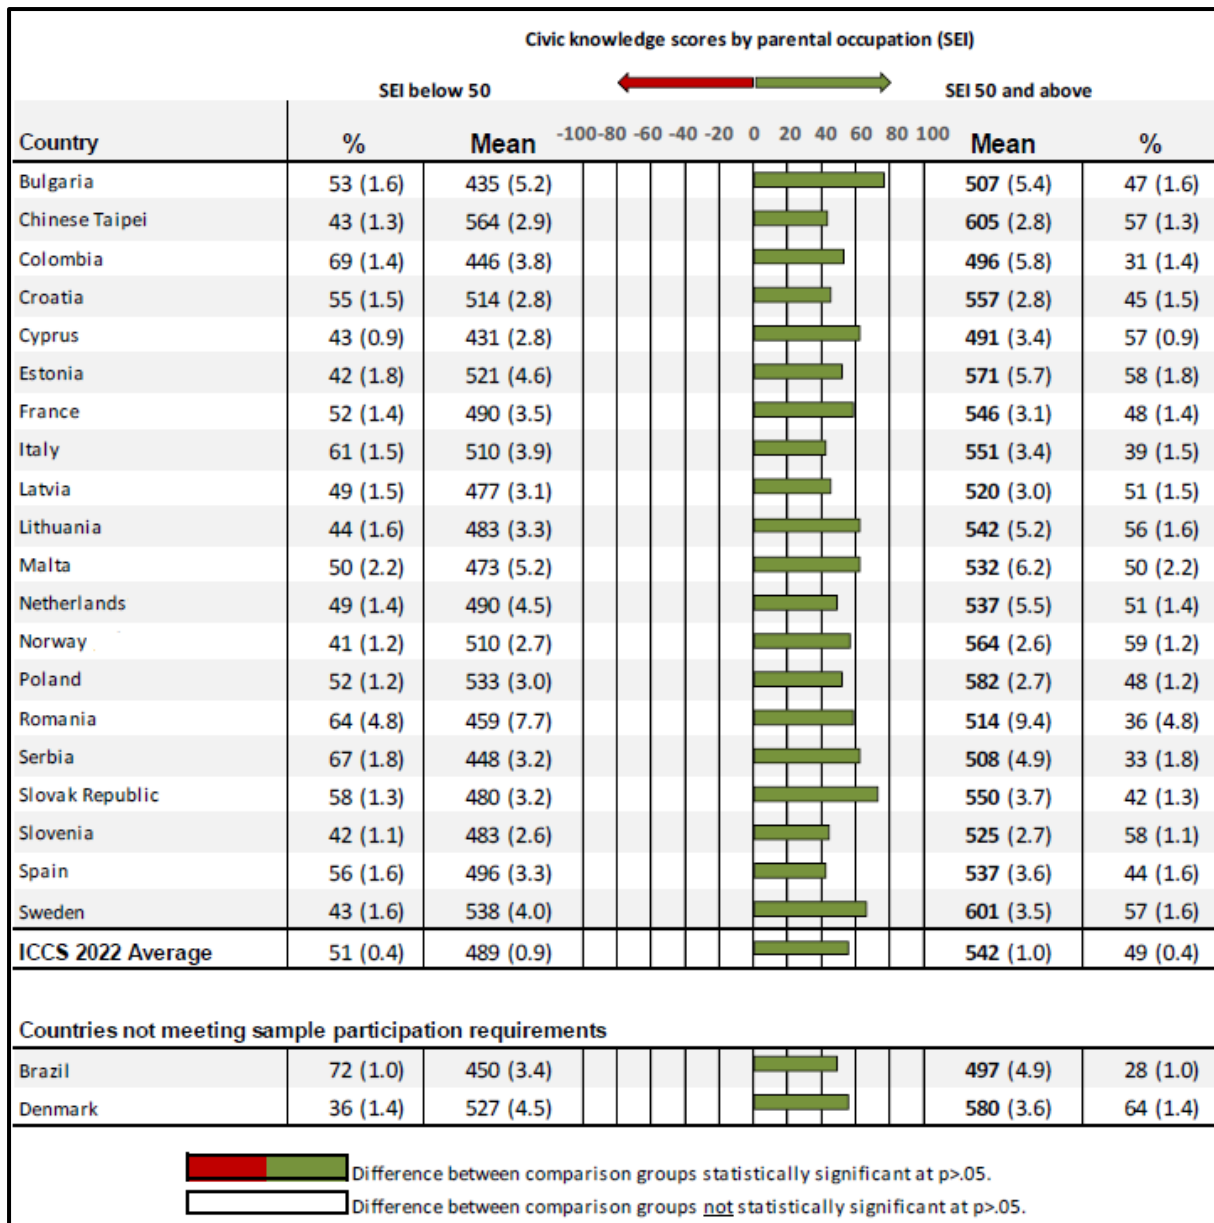 Civic knowledge scores by parental occupation (SEI)
SEI below 50 SEI 50 and above
Country % Mean -100 -80 -60 -40 -20 0 20 40 60 80 100 Mean %
Bulgaria 53 (1.6) 435 (5.2) 507 (5.4) 47 (1.6)
Chinese Taipei 43 (1.3) 564 (2.9) 605 (2.8) 57 (1.3)
Colombia 69 (1.4) 446 (3.8) 496 (5.8) 31 (1.4)
Croatia 55 (1.5) 514 (2.8) 557 (2.8) 45 (1.5)
Cyprus 43 (0.9) 431 (2.8) 491 (3.4) 57 (0.9)
Estonia 42 (1.8) 521 (4.6) 571 (5.7) 58 (1.8)
France 52 (1.4) 490 (3.5) 546 (3.1) 48 (1.4)
Italy 61 (1.5) 510 (3.9) 551 (3.4) 39 (1.5)
Latvia 49 (1.5) 477 (3.1) 520 (3.0) 51 (1.5)
Lithuania 44 (1.6) 483 (3.3) 542 (5.2) 56 (1.6)
Malta 50 (2.2) 473 (5.2) 532 (6.2) 50 (2.2)
Netherlands 49 (1.4) 490 (4.5) 537 (5.5) 51 (1.4)
Norway 41 (1.2) 510 (2.7) 564 (2.6) 59 (1.2)
Poland 52 (1.2) 533 (3.0) 582 (2.7) 48 (1.2)
Romania 64 (4.8) 459 (7.7) 514 (9.4) 36 (4.8)
Serbia 67 (1.8) 448 (3.2) 508 (4.9) 33 (1.8)
Slovak Republic 58 (1.3) 480 (3.2) 550 (3.7) 42 (1.3)
Slovenia 42 (1.1) 483 (2.6) 525 (2.7) 58 (1.1)
Spain 56 (1.6) 496 (3.3) 537 (3.6) 44 (1.6)
Sweden 43 (1.6) 538 (4.0) 601 (3.5) 57 (1.6)
ICCS 2022 Average 51 (0.4) 489 (0.9) 542 (1.0) 49 (0.4)
Countries not meeting sample participation requirements
Brazil 72 (1.0) 450 (3.4) 497 (4.9) 28 (1.0)
Denmark 36 (1.4) 527 (4.5) 580 (3.6) 64 (1.4)
Difference between comparison groups statistically significant at p>.05.
Difference between comparison groups not statistically significant at p>.05.